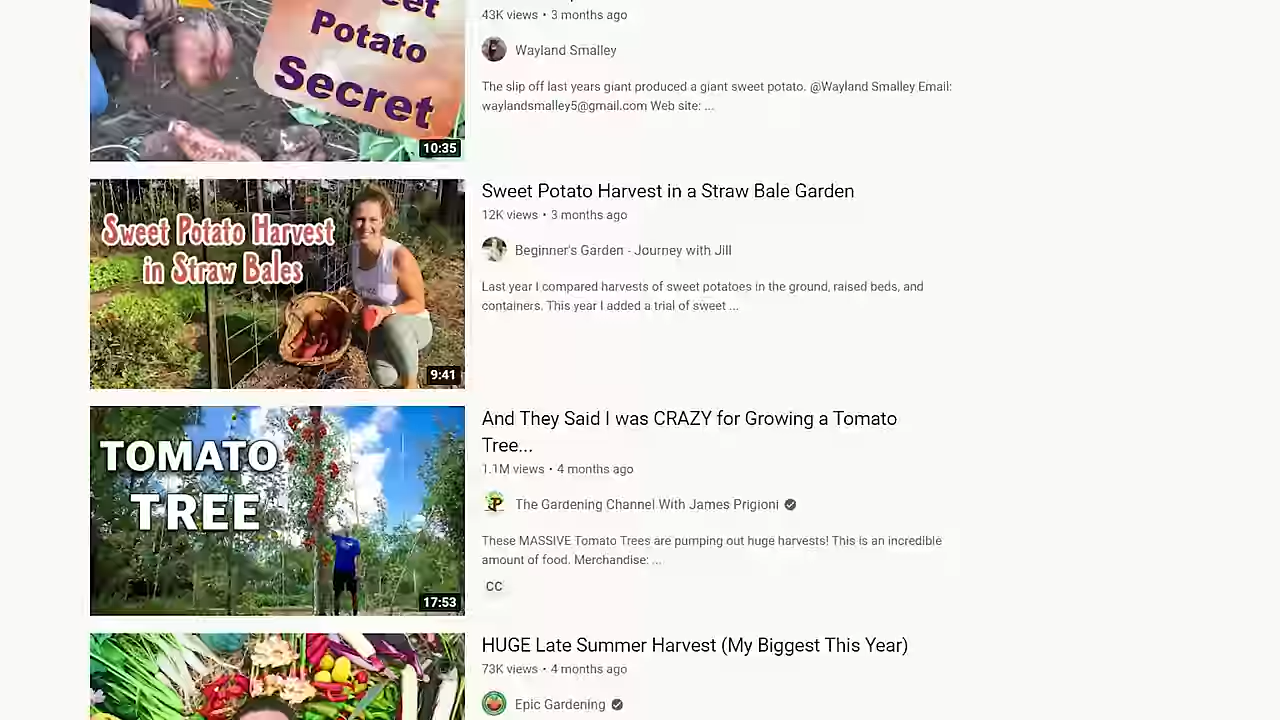 Potato
Secret
10:35
43K views • 3 months ago
Wayland Smalley
The slip off last years giant produced a giant sweet potato. @Wayland Smalley Email:
waylandsmalley5@gmail.com Web site: ...
Sweet Potato Harvest
in Straw Bales
9:41
Sweet Potato Harvest in a Straw Bale Garden
12K views • 3 months ago
Beginner's Garden - Journey with Jill
Last year I compared harvests of sweet potatoes in the ground, raised beds, and
containers. This year I added a trial of sweet ...
TOMATO
TREE
17:53
And They Said I was CRAZY for Growing a Tomato
Tree...
1.1M views • 4 months ago
The Gardening Channel With James Prigioni
These MASSIVE Tomato Trees are pumping out huge harvests! This is an incredible
amount of food. Merchandise: ...
CC
HUGE Late Summer Harvest (My Biggest This Year)
73K views • 4 months ago
Epic Gardening